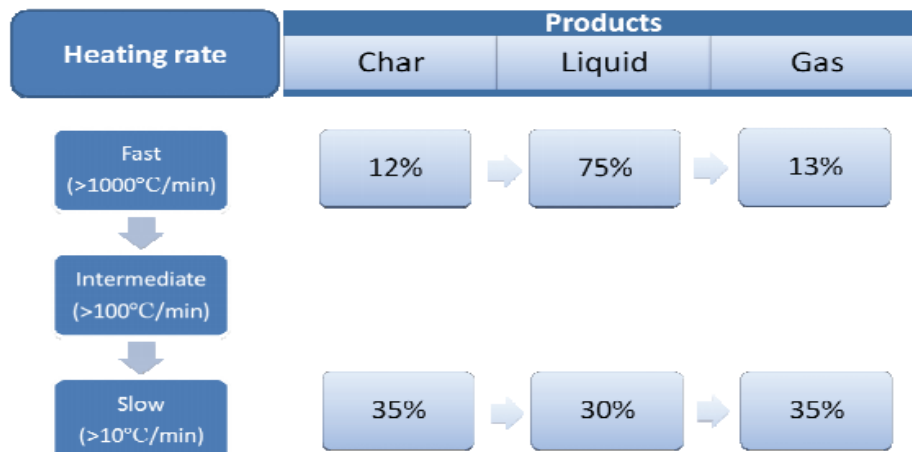 Heating rate
Products
Char Liquid Gas
Fast
(>1000°C/min)
12% 75% 13%
Intermediate
(>100°C/min)
Slow
(>10°C/min)
35% 30% 35%